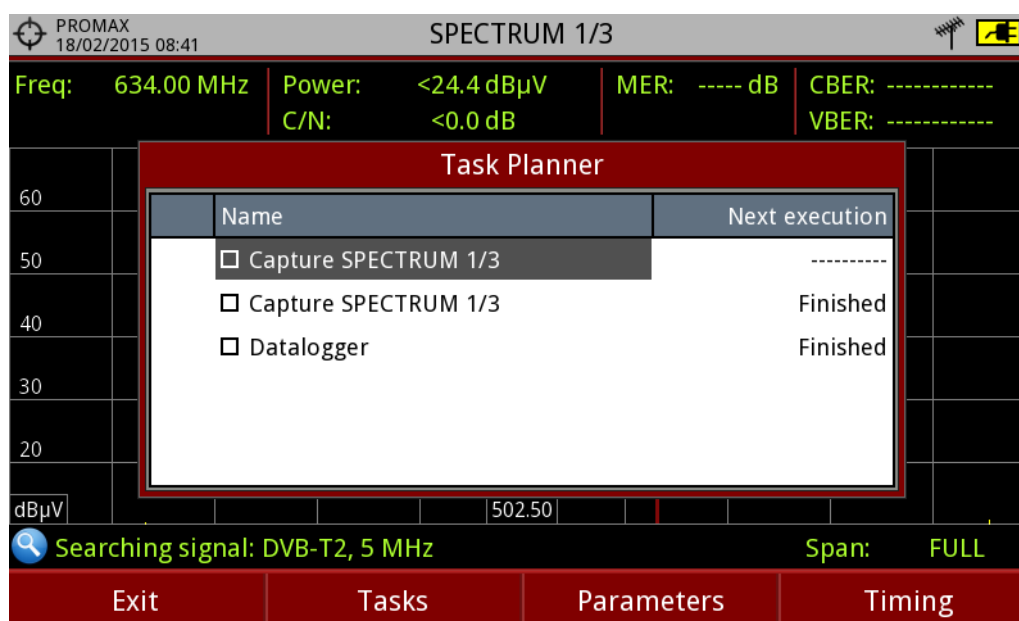 PROMAX
18/02/2015 08:41
SPECTRUM 1/3
Freq: 634.00 MHz Power: <24.4 dBµV MER: ----- dB CBER: ------------
C/N: <0.0 dB VBER: ------------
Task Planner
Name Next execution
Capture SPECTRUM 1/3 ----------
Capture SPECTRUM 1/3 Finished
Datalogger Finished
60
50
40
30
20
dBµV 502.50
Searching signal: DVB-T2, 5 MHz Span: FULL
Exit Tasks Parameters Timing